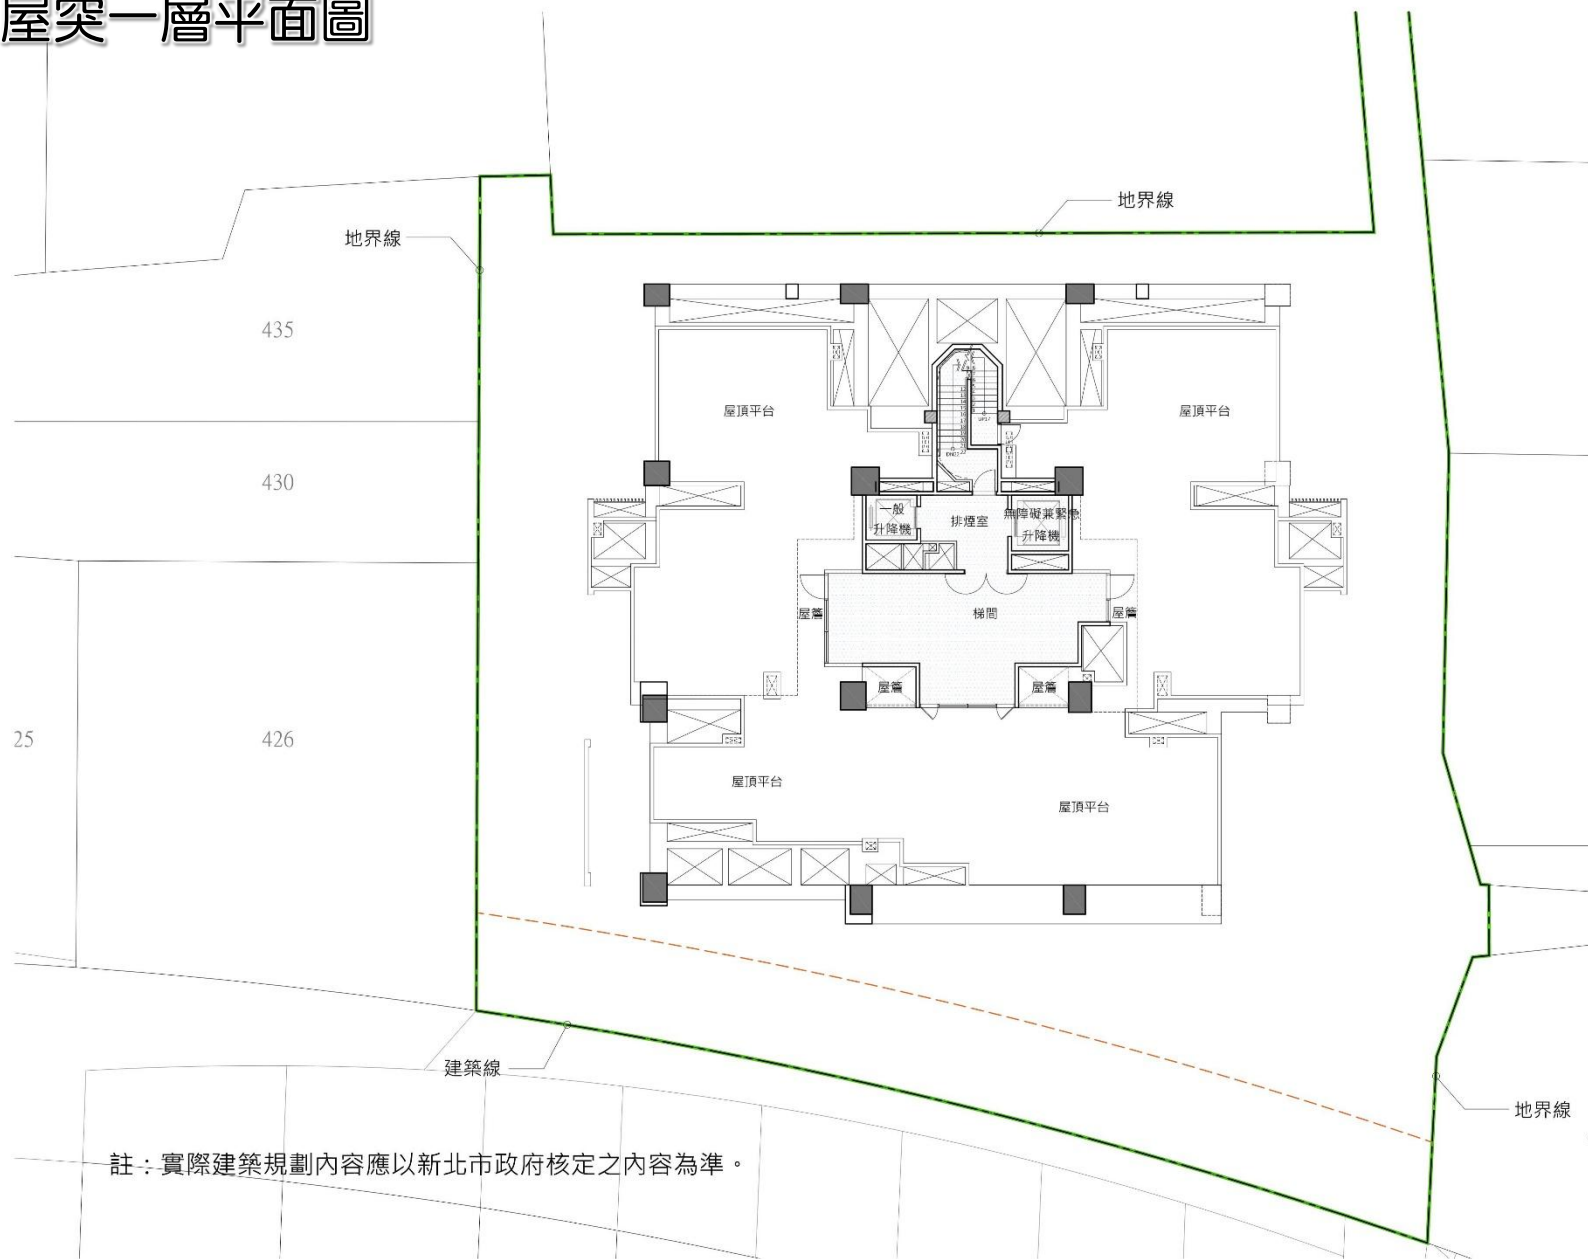 屋突一層平面圖
地界線
地界線
435
屋頂平台
屋頂平台
430
一般
升降機
排煙室
無障礙兼緊急
升降機
屋簷
梯間
屋簷
屋簷
屋簷
25
426
屋頂平台
屋頂平台
建築線
地界線
註：實際建築規劃內容應以新北市政府核定之內容為準。